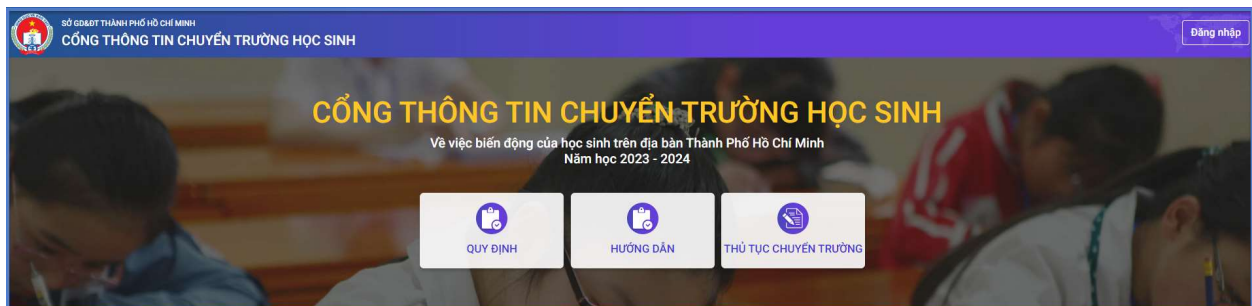 SỞ GD&ĐT THÀNH PHỐ HỒ CHÍ MINH
CỔNG THÔNG TIN CHUYỂN TRƯỜNG HỌC SINH
Đăng nhập
CỔNG THÔNG TIN CHUYỂN TRƯỜNG HỌC SINH
Về việc biến động của học sinh trên địa bàn Thành Phố Hồ Chí Minh
Năm học 2023 - 2024
QUY ĐỊNH
HƯỚNG DẪN
THỦ TỤC CHUYỂN TRƯỜNG